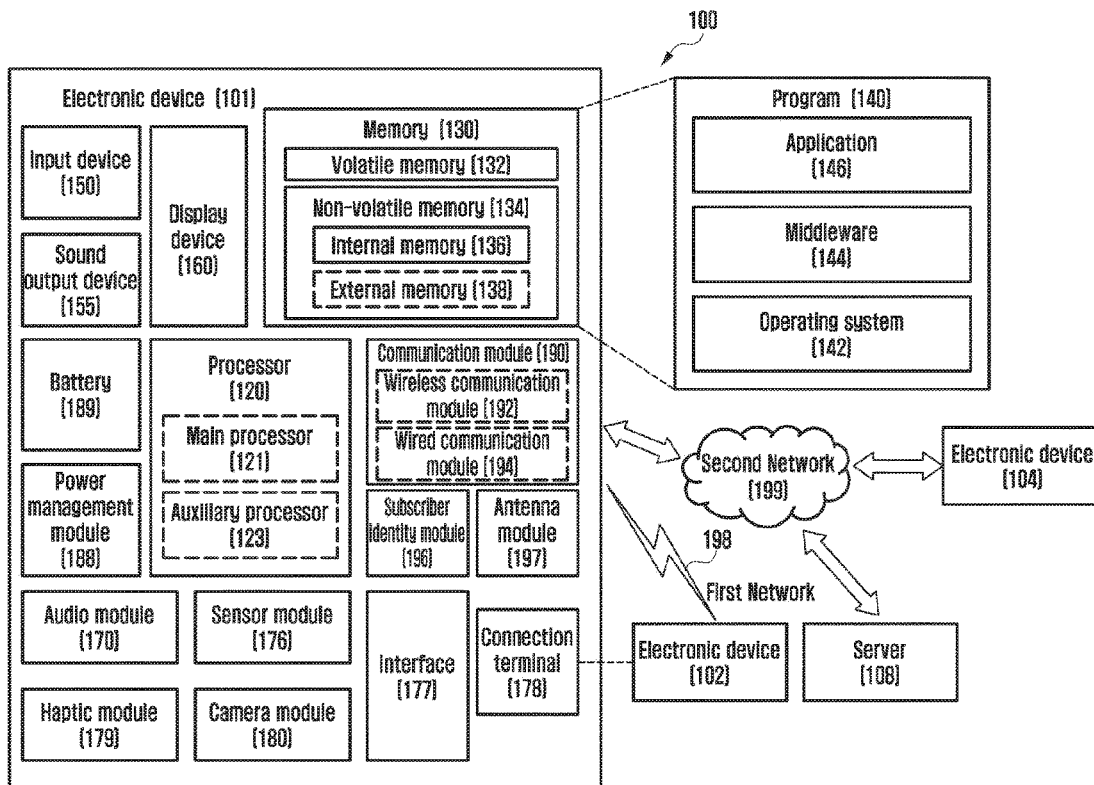 100
Electronic device [101]
Input device
[150]
Sound
output device
[155]
Display
device
[160]
Memory [130]
Volatile memory [132]
Non-volatile memory [134]
Internal memory [136]
External memory [138]
Program [140]
Application
[146]
Middleware
[144]
Operating system
[142]
Battery
[189]
Power
management
module
[188]
Processor
[120]
Main processor
[121]
Auxiliary processor
[123]
Communication module [190]
Wireless communication
module [192]
Wired communication
module [194]
Subscriber
identity module
[196]
Antenna
module
[197]
Second Network
[199]
Electronic device
[104]
198
First Network
Audio module
[170]
Sensor module
[176]
Interface
[177]
Connection
terminal
[178]
Electronic device
[102]
Server
[108]
Haptic module
[179]
Camera module
[180]